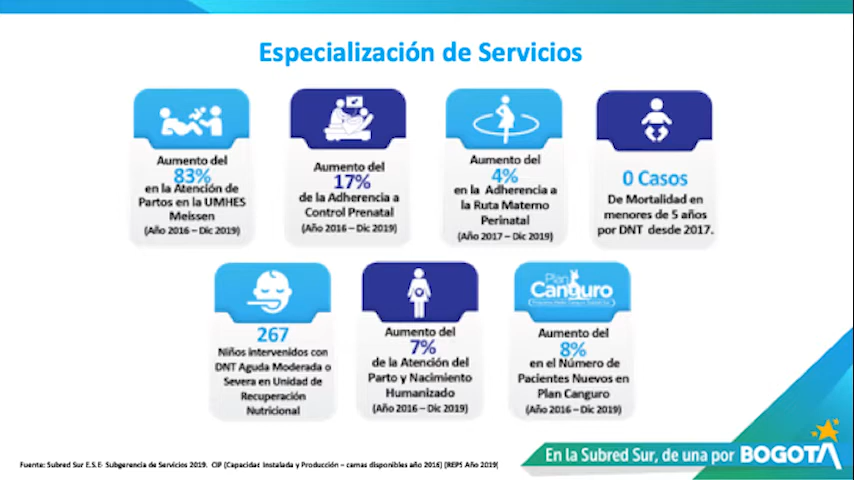 Especialización de Servicios
Aumento del
83%
en la Atención de
Partos en la UMHES
Meissen
(Año 2016 – Dic 2019)
Aumento del
17%
de la Adherencia a
Control Prenatal
(Año 2016 – Dic 2019)
Aumento del
4%
en la Adherencia a
la Ruta Materno
Perinatal
(Año 2017 – Dic 2019)
0 Casos
De Mortalidad en
menores de 5 años
por DNT desde 2017.
267
Niños intervenidos con
DNT Aguda Moderada o
Severa en Unidad de
Recuperación
Nutricional
Aumento del
7%
de la Atención del
Parto y Nacimiento
Humanizado
(Año 2016 – Dic 2019)
Plan
Canguro
Aumento del
8%
en el Número de
Pacientes Nuevos en
Plan Canguro
(Año 2016 – Dic 2019)
Fuente: Subred Sur E.S.E- Subgerencia de Servicios 2019. CIP (Capacidad Instalada y Producción – camas disponibles año 2016) (REPS Año 2019)
En la Subred Sur, de una por BOGOTÁ